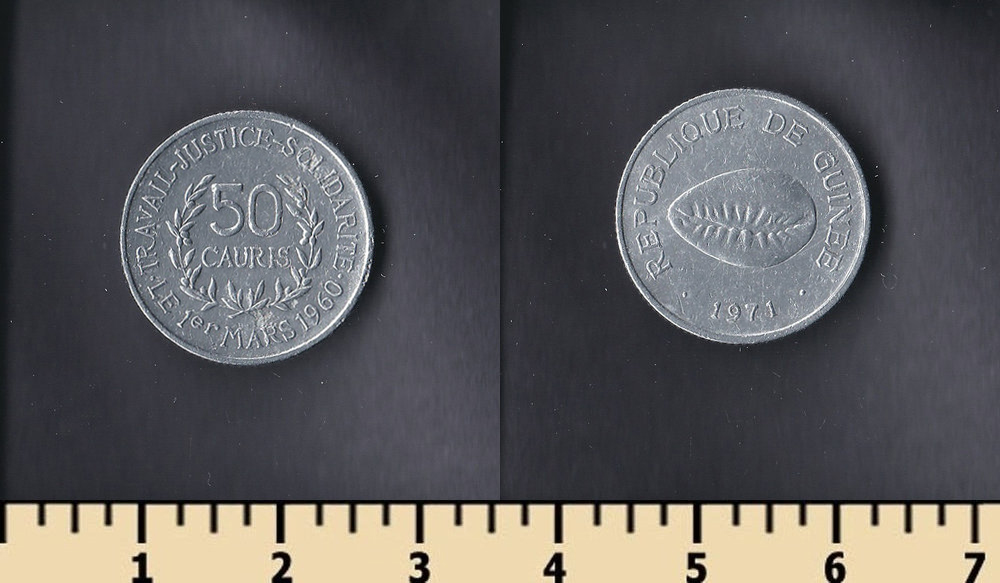 TRAVAIL-JUSTICE-SOLIDARITE
50
CAURIS
·LE 1er MARS 1960·
REPUBLIQUE DE GUINEE
· 1971 ·
1 2 3 4 5 6 7